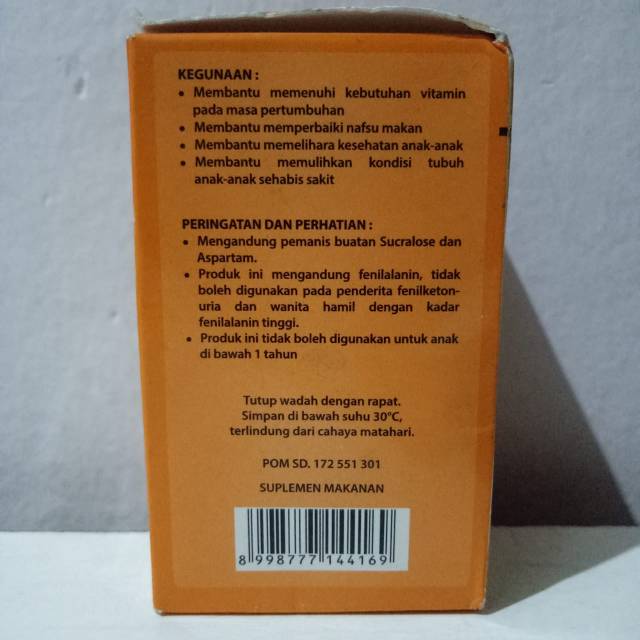 KEGUNAAN :
• Membantu memenuhi kebutuhan vitamin
pada masa pertumbuhan
• Membantu memperbaiki nafsu makan
• Membantu memelihara kesehatan anak-anak
• Membantu memulihkan kondisi tubuh
anak-anak sehabis sakit
PERINGATAN DAN PERHATIAN :
• Mengandung pemanis buatan Sucralose dan
Aspartam.
• Produk ini mengandung fenilalanin, tidak
boleh digunakan pada penderita fenilketon-
uria dan wanita hamil dengan kadar
fenilalanin tinggi.
• Produk ini tidak boleh digunakan untuk anak
di bawah 1 tahun
Tutup wadah dengan rapat.
Simpan di bawah suhu 30°C,
terlindung dari cahaya matahari.
POM SD. 172 551 301
SUPLEMEN MAKANAN
8 998777 144169